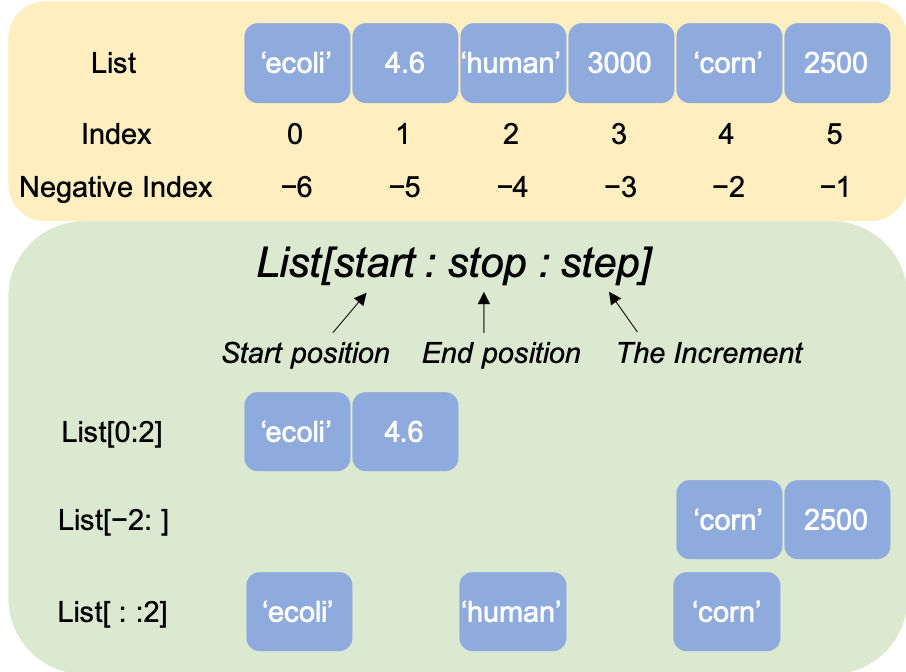 List ‘ecoli’ 4.6 ‘human’ 3000 ‘corn’ 2500
Index 0 1 2 3 4 5
Negative Index −6 −5 −4 −3 −2 −1
List[start : stop : step]
Start position End position The Increment
List[0:2] ‘ecoli’ 4.6
List[−2: ] ‘corn’ 2500
List[ : :2] ‘ecoli’ ‘human’ ‘corn’